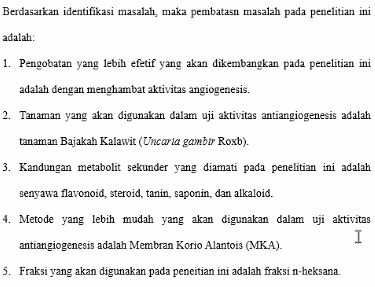 Berdasarkan identifikasi masalah, maka pembatasn masalah pada penelitian ini
adalah:
1. Pengobatan yang lebih efetif yang akan dikembangkan pada penelitian ini
adalah dengan menghambat aktivitas angiogenesis.
2. Tanaman yang akan digunakan dalam uji aktivitas antiangiogenesis adalah
tanaman Bajakah Kalawit (Uncaria gambir Roxb).
3. Kandungan metabolit sekunder yang diamati pada penelitian ini adalah
senyawa flavonoid, steroid, tanin, saponin, dan alkaloid.
4. Metode yang lebih mudah yang akan digunakan dalam uji aktivitas
antiangiogenesis adalah Membran Korio Alantois (MKA).
5. Fraksi yang akan digunakan pada peneitian ini adalah fraksi n-heksana.